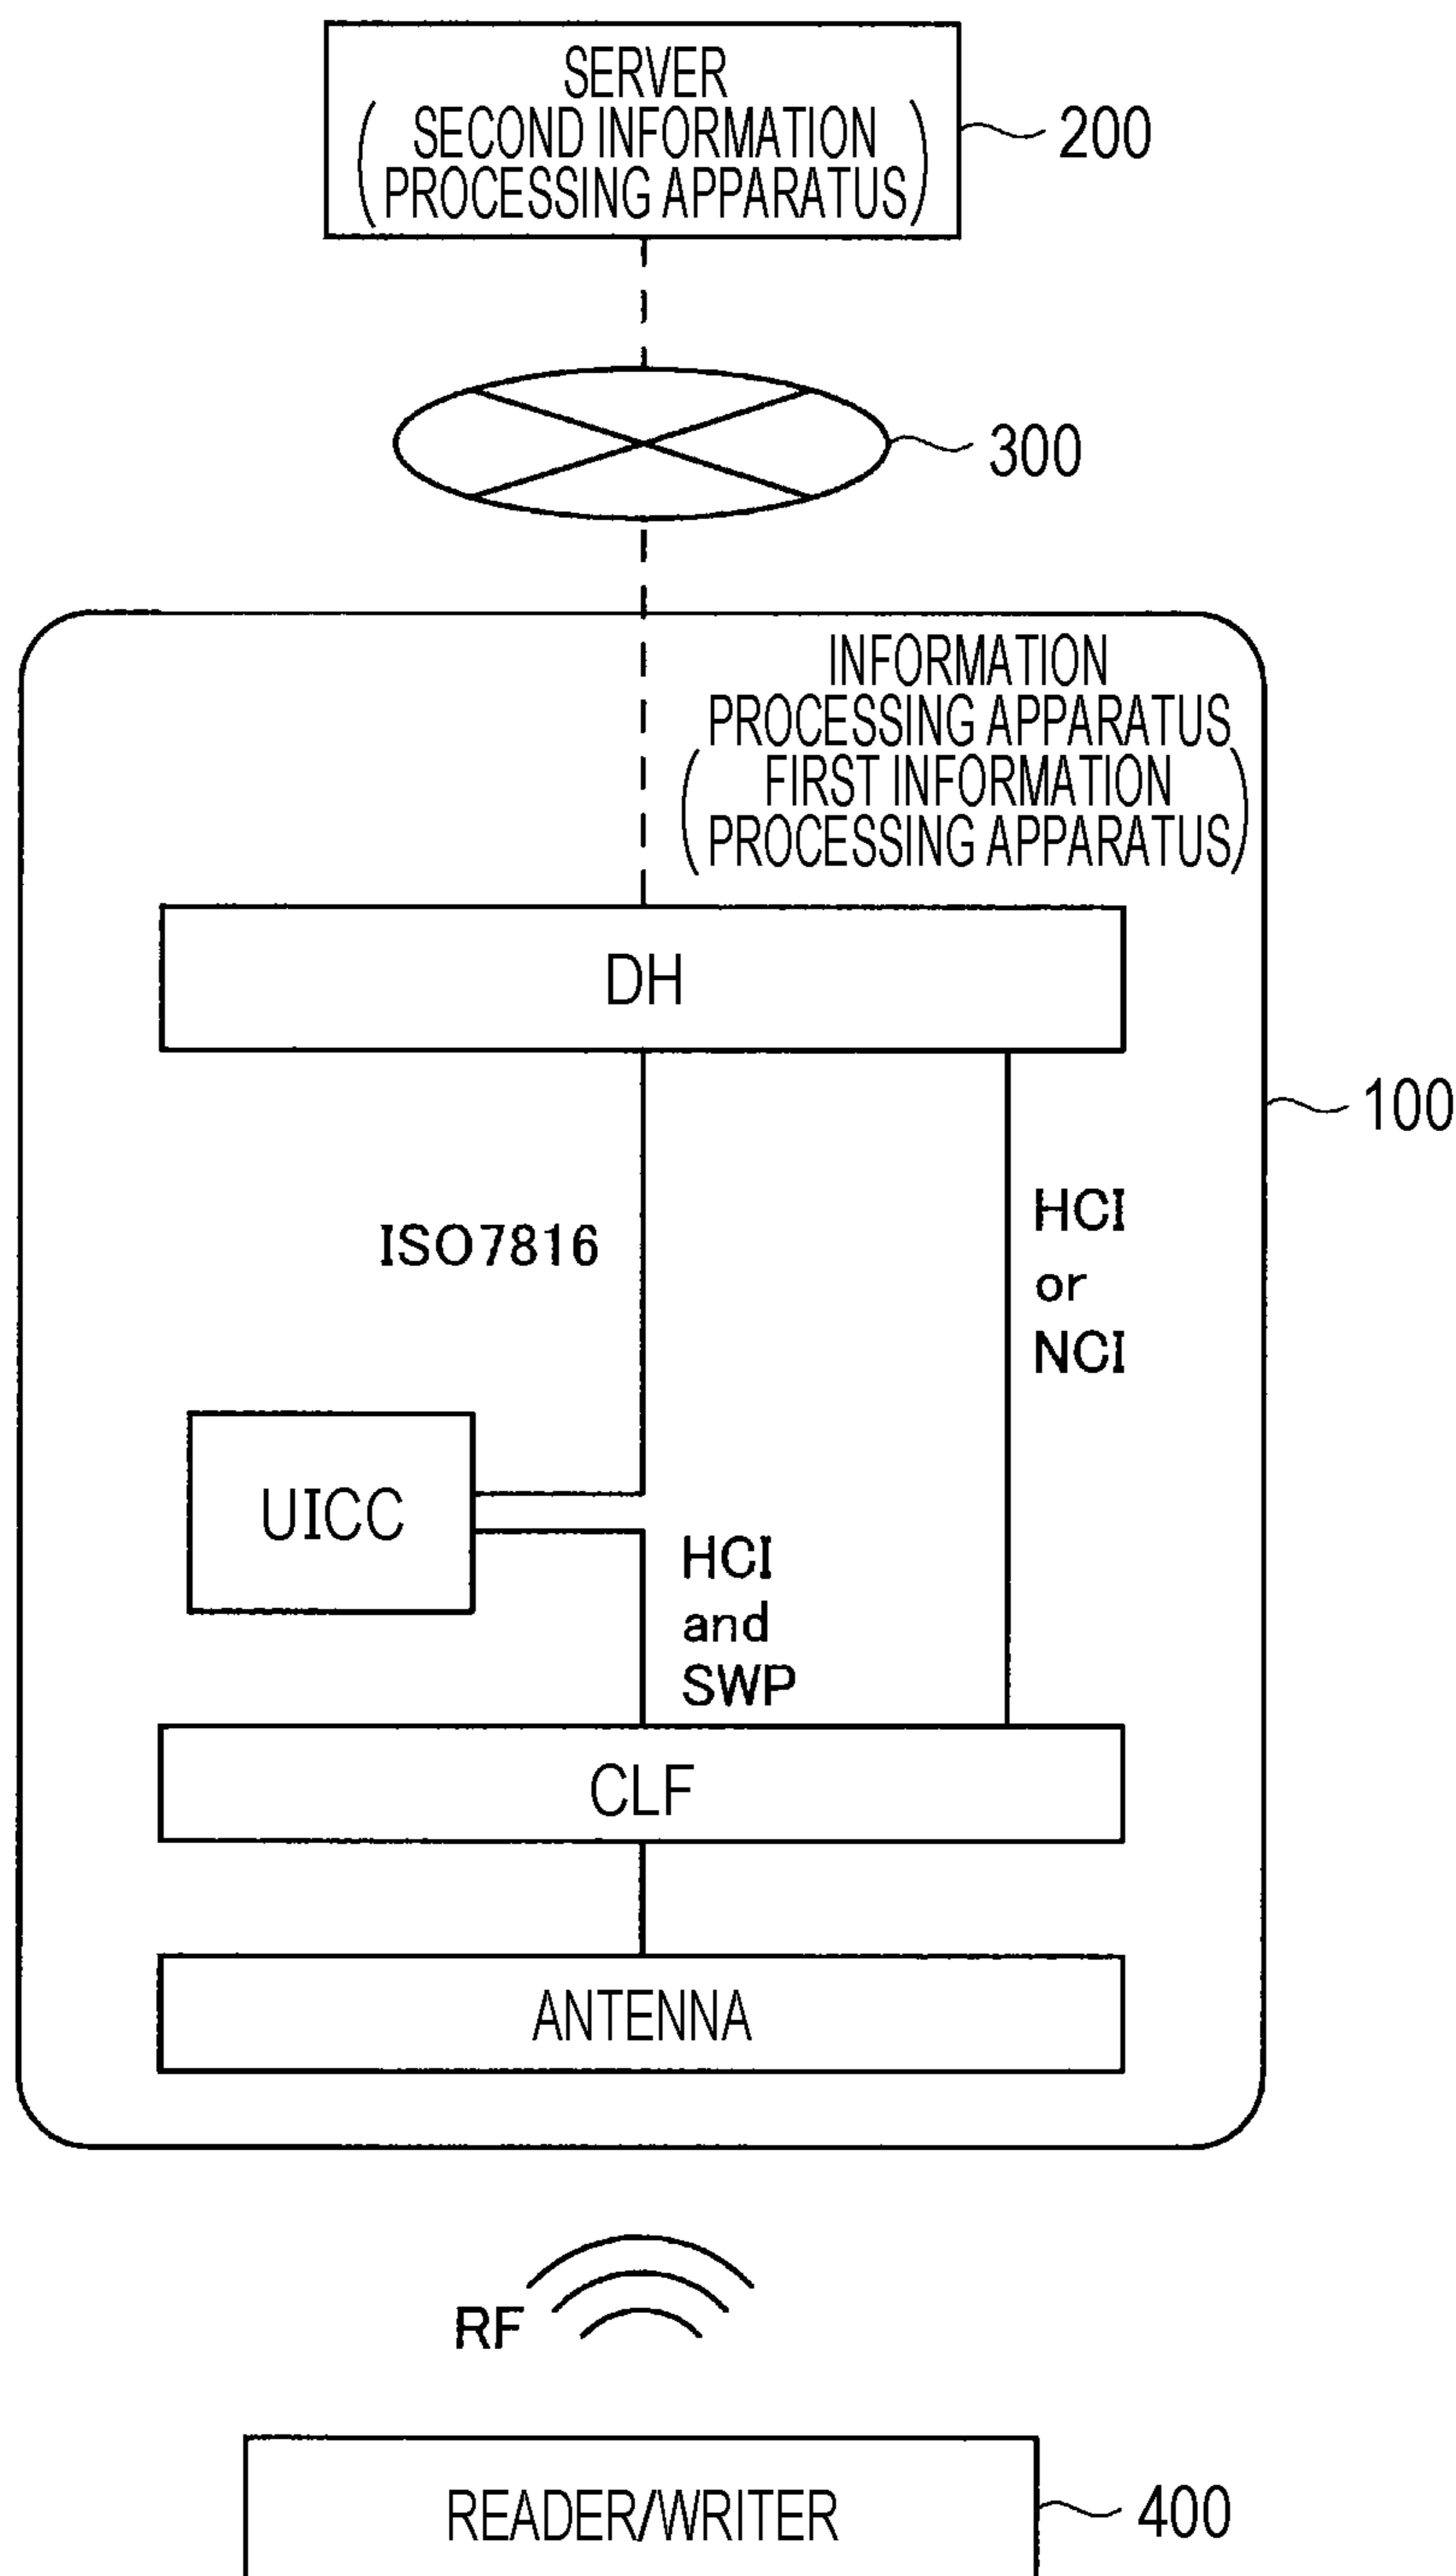 SERVER
(SECOND INFORMATION
PROCESSING APPARATUS)
200
300
INFORMATION
PROCESSING APPARATUS
(FIRST INFORMATION
PROCESSING APPARATUS)
DH
100
ISO7816
HCI
or
NCI
UICC
HCI
and
SWP
CLF
ANTENNA
RF
READER/WRITER
400